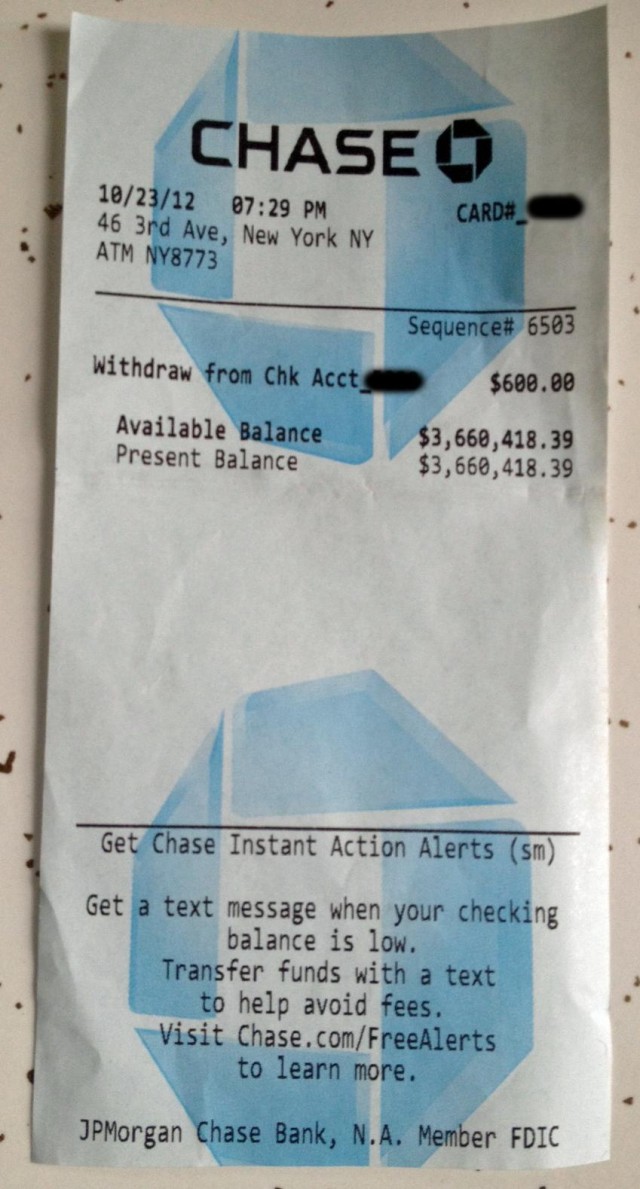 CHASE
10/23/12 07:29 PM CARD#_
46 3rd Ave, New York NY
ATM NY8773
Sequence# 6503
Withdraw from Chk Acct_ $600.00
Available Balance $3,660,418.39
Present Balance $3,660,418.39
Get Chase Instant Action Alerts (sm)
Get a text message when your checking
balance is low.
Transfer funds with a text
to help avoid fees.
Visit Chase.com/FreeAlerts
to learn more.
JPMorgan Chase Bank, N.A. Member FDIC